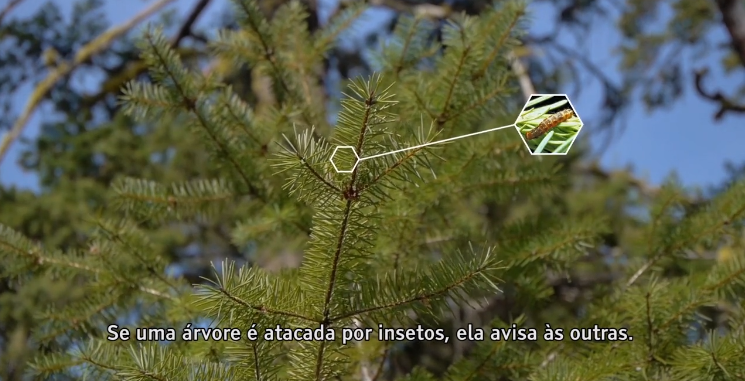 Se uma árvore é atacada por insetos, ela avisa às outras.